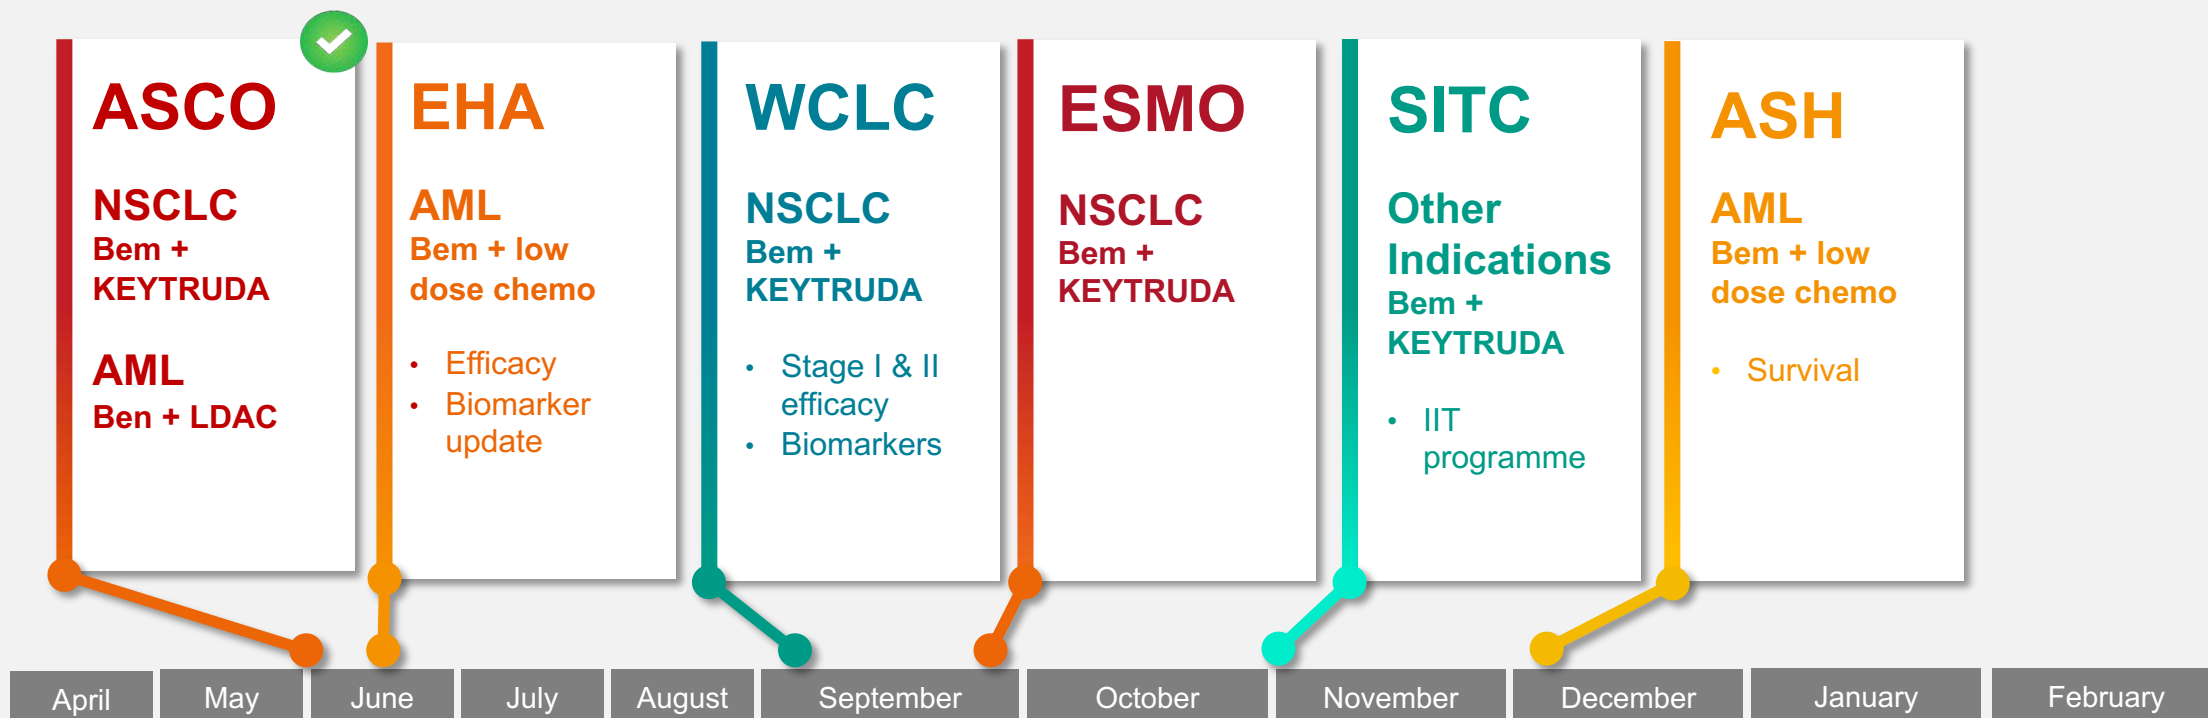 ASCO
NSCLC
Bem +
KEYTRUDA
AML
Ben + LDAC
EHA
AML
Bem + low
dose chemo
• Efficacy
• Biomarker
update
WCLC
NSCLC
Bem +
KEYTRUDA
• Stage I & II
efficacy
• Biomarkers
ESMO
NSCLC
Bem +
KEYTRUDA
SITC
Other
Indications
Bem +
KEYTRUDA
• IIT
programme
ASH
AML
Bem + low
dose chemo
• Survival
April
May
June
July
August
September
October
November
December
January
February